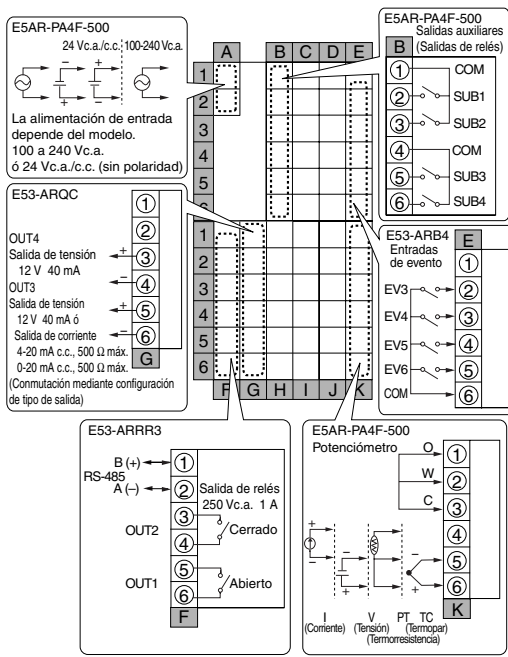 E5AR-PA4F-500
24 Vc.a./c.c. 100-240 Vc.a.
+ −
− +
La alimentación de entrada
depende del modelo.
100 a 240 Vc.a.
ó 24 Vc.a./c.c. (sin polaridad)
A B C D E
1
2
3
4
5
6
1
2
3
4
5
6
F G H I J K
E5AR-PA4F-500
Salidas auxiliares
(Salidas de relés)
B
1 COM
2 SUB1
3 SUB2
4 COM
5 SUB3
6 SUB4
E53-ARQC
1
2
OUT4
Salida de tensión + 3
12 V 40 mA
OUT3 − 4
Salida de tensión + 5
12 V 40 mA ó
Salida de corriente − 6
4-20 mA c.c., 500 Ω máx.
0-20 mA c.c., 500 Ω máx.
G
(Conmutación mediante configuración
de tipo de salida)
E53-ARB4
Entradas
de evento
E
1
EV3 2
EV4 3
EV5 4
EV6 5
COM 6
E53-ARRR3
B (+) 1
RS-485
A (−) 2
Salida de relés
250 Vc.a. 1 A
3
OUT2 Cerrado
4
5
OUT1 Abierto
6
F
E5AR-PA4F-500
Potenciómetro
O 1
W 2
C 3
4
5
6
K
+ −
− +
− +
I V PT TC
(Corriente) (Tensión) (Termopar)
(Termorresistencia)